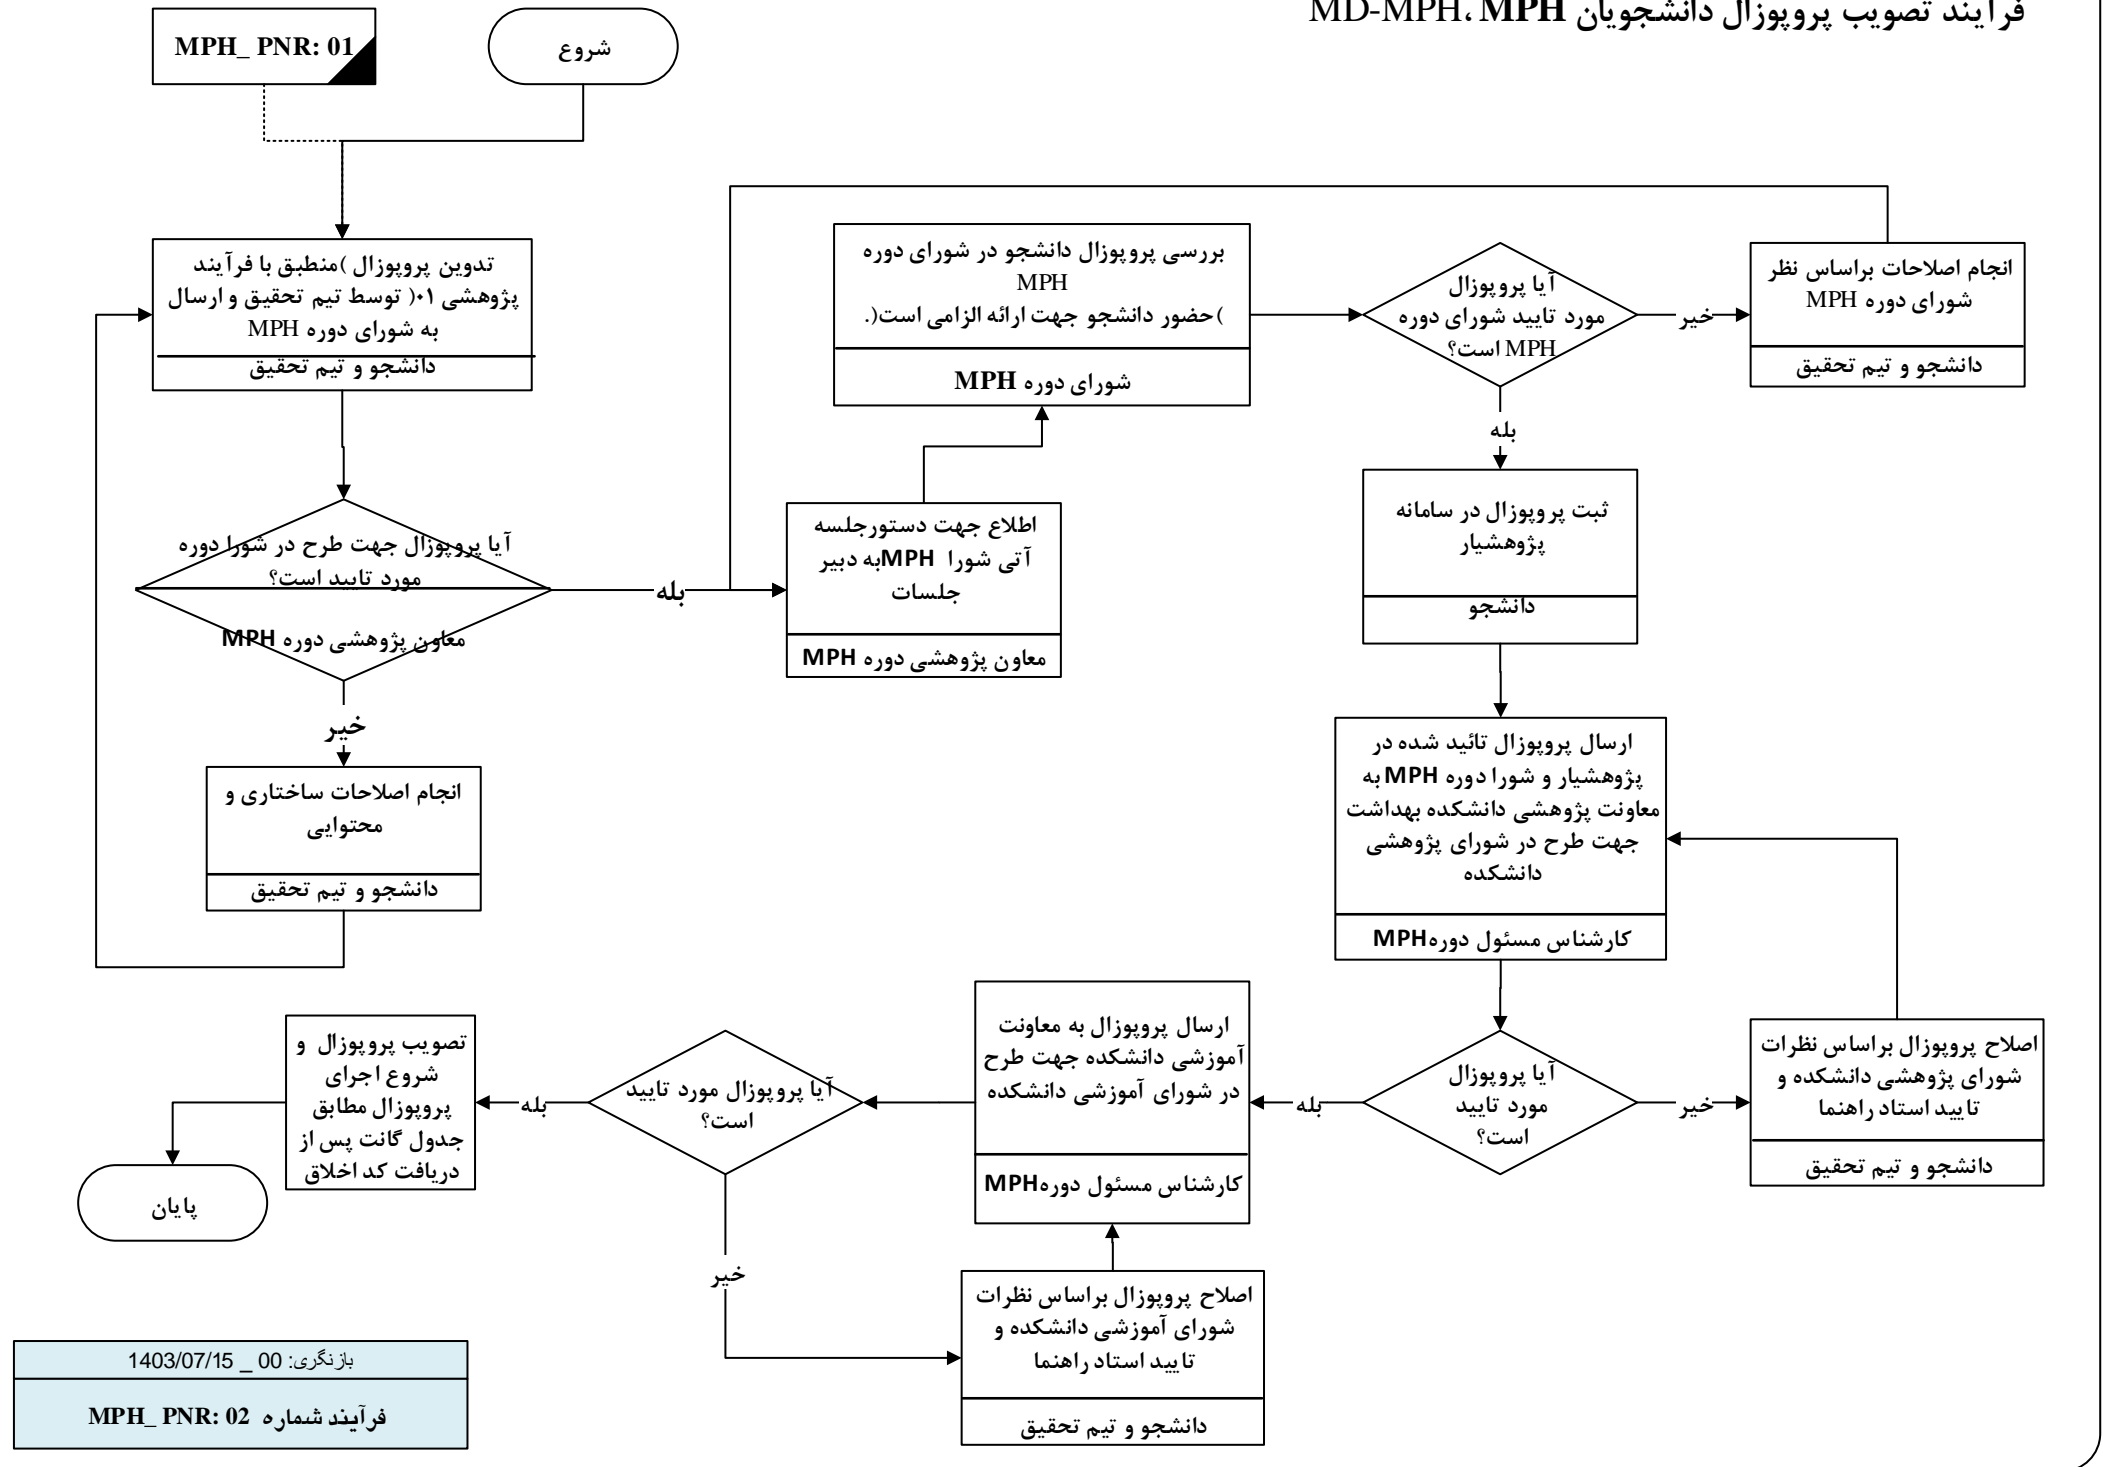 فرآیند تصویب پروپوزال دانشجویان MD-MPH، MPH
MPH_ PNR: 01
شروع
تدوین پروپوزال )منطبق با فرآیند
پژوهشی ۰۱( توسط تیم تحقیق و ارسال
به شورای دوره MPH
دانشجو و تیم تحقیق
آیا پروپوزال جهت طرح در شورا دوره
مورد تایید است؟
معاون پژوهشی دوره MPH
خیر
انجام اصلاحات ساختاری و
محتوایی
دانشجو و تیم تحقیق
بله
اطلاع جهت دستورجلسه
آتی شورا MPHبه دبیر
جلسات
معاون پژوهشی دوره MPH
بررسی پروپوزال دانشجو در شورای دوره
MPH
)حضور دانشجو جهت ارائه الزامی است(.
شورای دوره MPH
آیا پروپوزال
مورد تایید شورای دوره
MPH است؟
خیر
انجام اصلاحات براساس نظر
شورای دوره MPH
دانشجو و تیم تحقیق
بله
ثبت پروپوزال در سامانه
پژوهشیار
دانشجو
ارسال پروپوزال تائید شده در
پژوهشیار و شورا دوره MPHبه
معاونت پژوهشی دانشکده بهداشت
جهت طرح در شورای پژوهشی
دانشکده
کارشناس مسئول دورهMPH
آیا پروپوزال
مورد تایید
است؟
خیر
اصلاح پروپوزال براساس نظرات
شورای پژوهشی دانشکده و
تایید استاد راهنما
دانشجو و تیم تحقیق
بله
ارسال پروپوزال به معاونت
آموزشی دانشکده جهت طرح
در شورای آموزشی دانشکده
کارشناس مسئول دورهMPH
آیا پروپوزال مورد تایید
است؟
خیر
اصلاح پروپوزال براساس نظرات
شورای آموزشی دانشکده و
تایید استاد راهنما
دانشجو و تیم تحقیق
بله
تصویب پروپوزال و
شروع اجرای
پروپوزال مطابق
جدول گانت پس از
دریافت کد اخلاق
پایان
بازنگری: 00 _ 1403/07/15
فرآیند شماره MPH_ PNR: 02